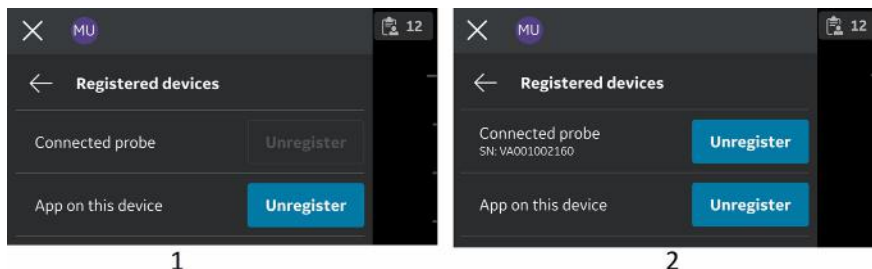 MU
12
Registered devices
Connected probe
Unregister
App on this device
Unregister
1
MU
12
Registered devices
Connected probe
SN: VA001002160
Unregister
App on this device
Unregister
2